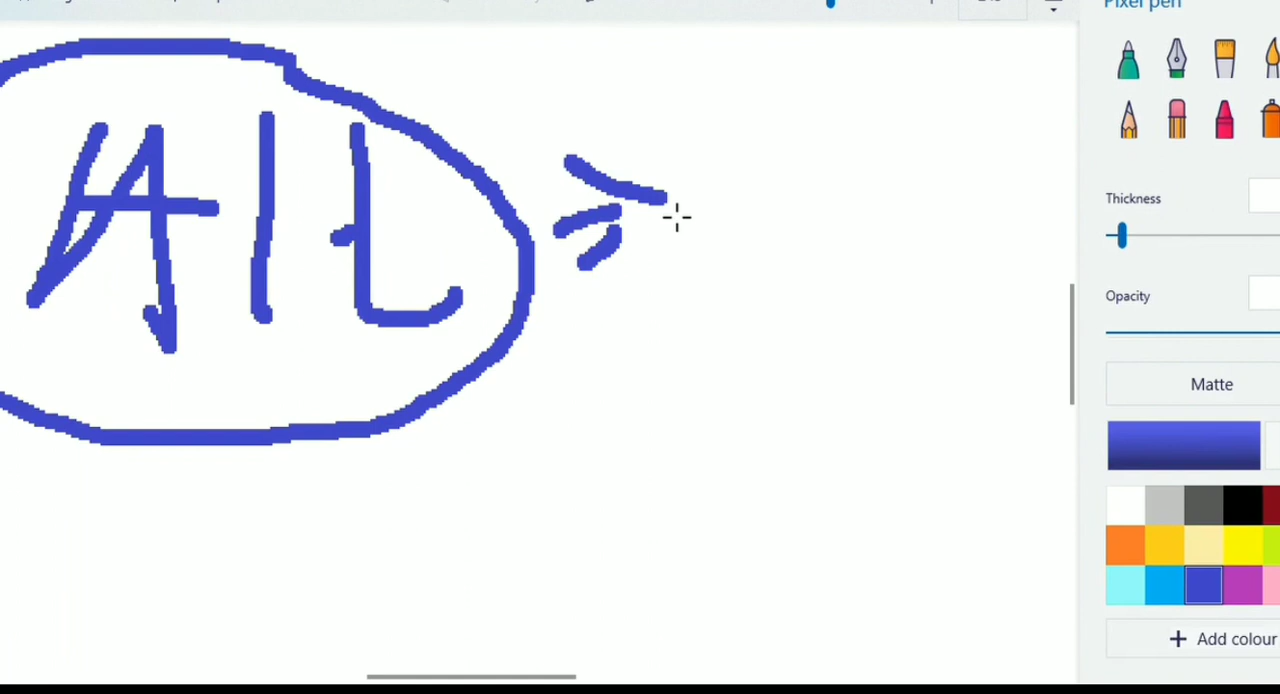 Pixel pen
AIL
Thickness
Opacity
Matte
+ Add colour